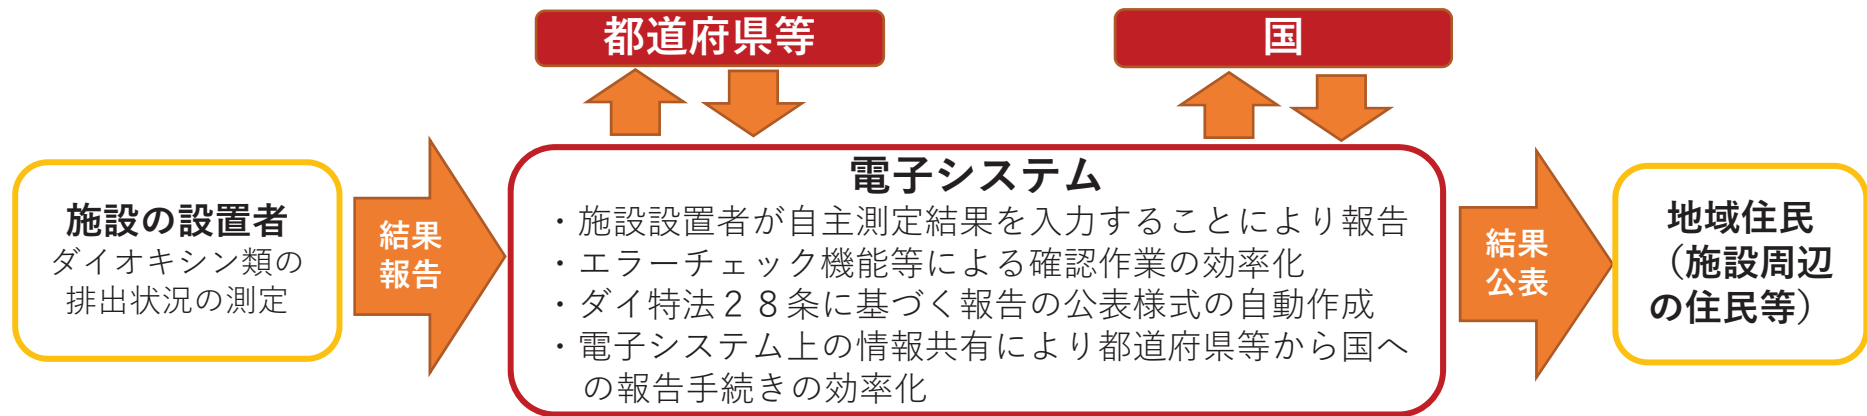 都道府県等
国
施設の設置者
ダイオキシン類の
排出状況の測定
結果
報告
電子システム
・施設設置者が自主測定結果を入力することにより報告
・エラーチェック機能等による確認作業の効率化
・ダイ特法２８条に基づく報告の公表様式の自動作成
・電子システム上の情報共有により都道府県等から国へ
の報告手続きの効率化
結果
公表
地域住民
（施設周辺
の住民等）